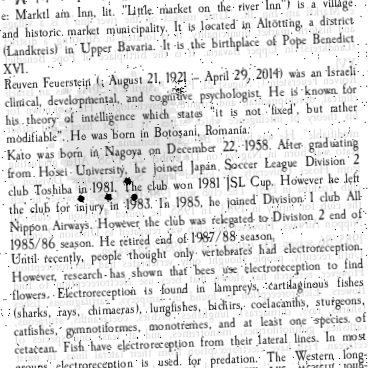 e: Marktl am Inn, lit. "Little market on the river Inn") is a village
and historic market municipality. It is located in Altötting, a district
(Landkreis) in Upper Bavaria. It is the birthplace of Pope Benedict
XVI.
Reuven Feuerstein (; August 21, 1921 – April 29, 2014) was an Israeli
clinical, developmental, and cognitive psychologist. He is known for
his theory of intelligence which states "it is not 'fixed', but rather
modifiable". He was born in Botoşani, Romania.
Kato was born in Nagoya on December 22, 1958. After graduating
from Hosei University, he joined Japan Soccer League Division 2
club Toshiba in 1981. The club won 1981 JSL Cup. However he left
the club for injury in 1983. In 1985, he joined Division 1 club All
Nippon Airways. However the club was relegated to Division 2 end of
1985/86 season. He retired end of 1987/88 season.
Until recently, people thought only vertebrates had electroreception.
However, research has shown that bees use electroreception to find
flowers. Electroreception is found in lampreys, cartilaginous fishes
(sharks, rays, chimaeras), lungfishes, bichirs, coelacanths, sturgeons,
catfishes, gymnotiformes, monotremes, and at least one species of
cetacean. Fish have electroreception from their lateral lines. In most
groups electroreception is used for predation. The Western long-